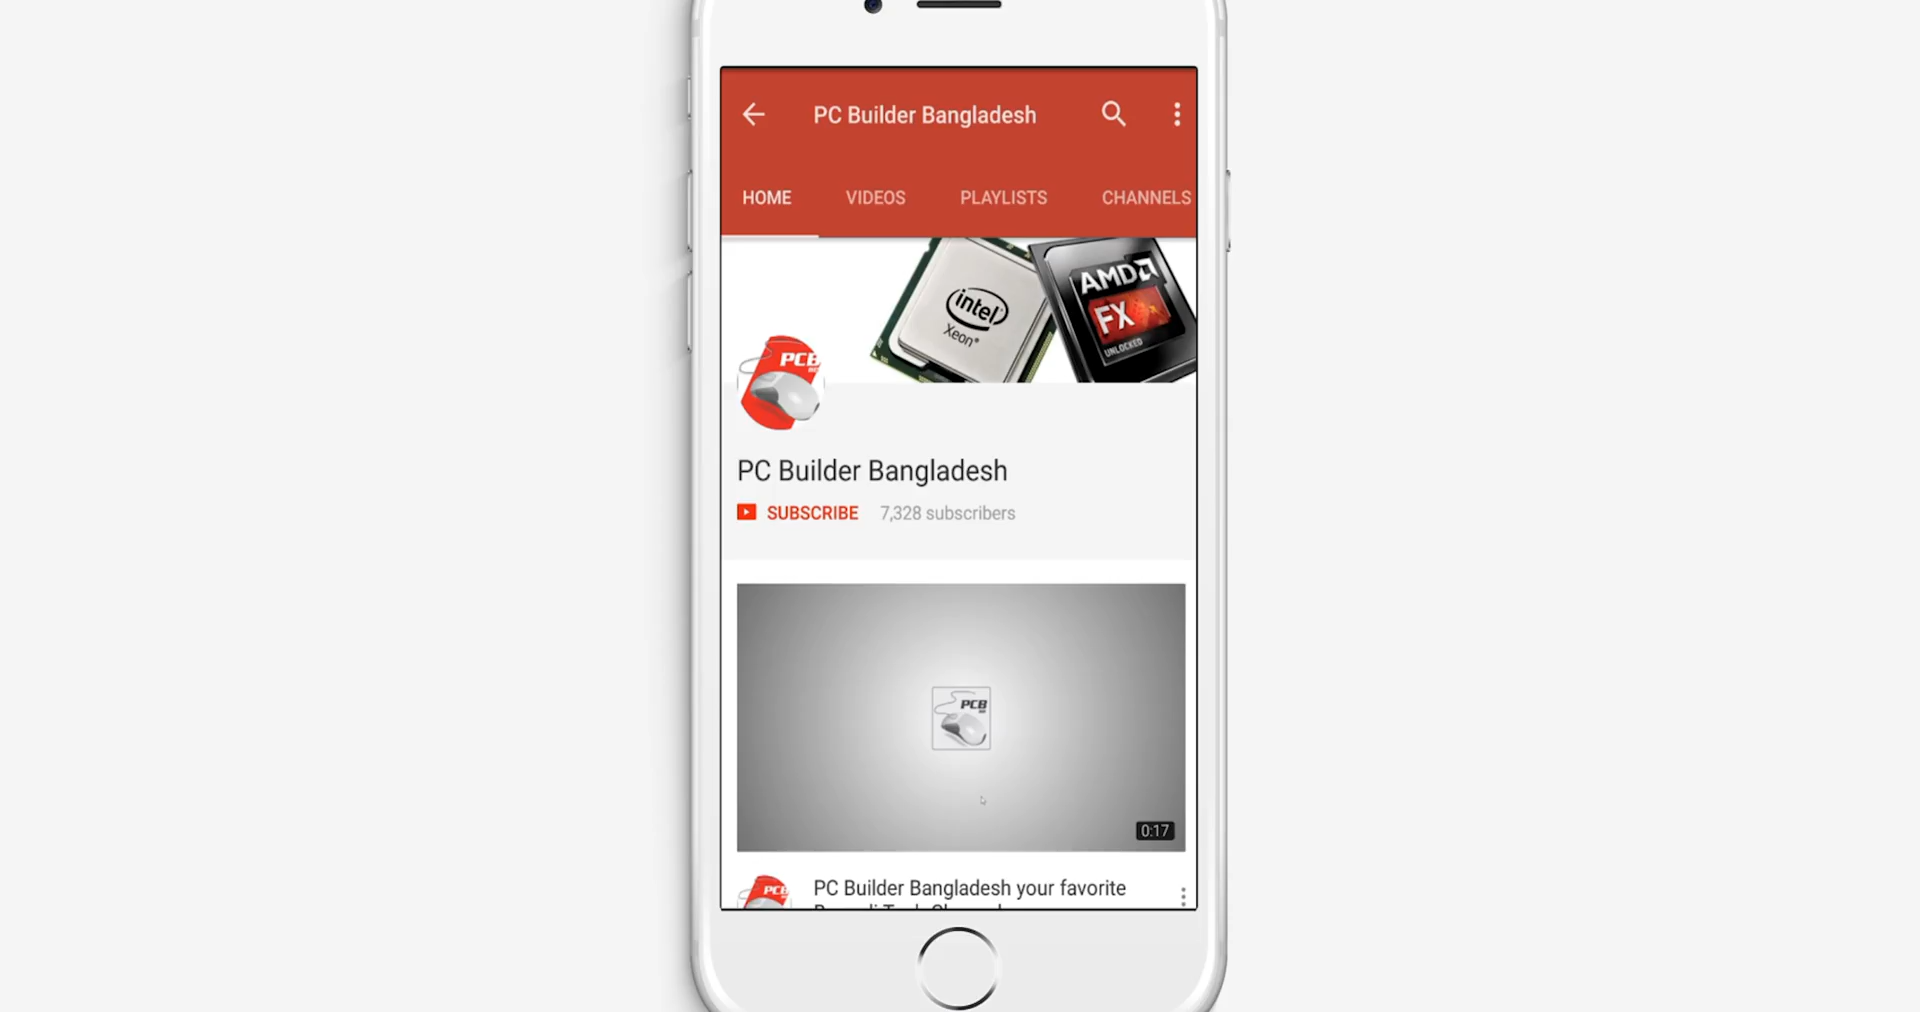 PC Builder Bangladesh
HOME VIDEOS PLAYLISTS CHANNELS
intel
Xeon®
AMD
FX
UNLOCKED
PCB
PC Builder Bangladesh
SUBSCRIBE 7,328 subscribers
PCB
0:17
PCB
PC Builder Bangladesh your favorite